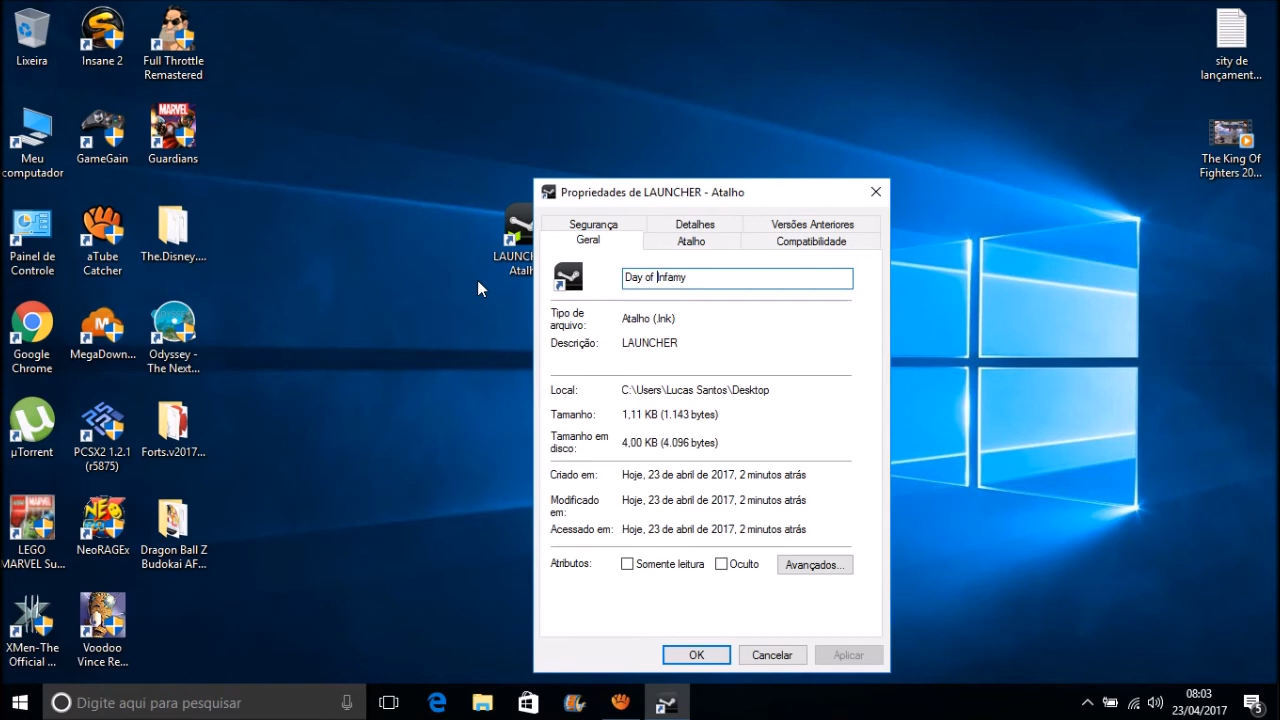 Lixeira
Insane 2
Full Throttle
Remastered
Meu
computador
GameGain
MARVEL
Guardians
Painel de
Controle
aTube
Catcher
The.Disney....
Google
Chrome
MegaDown...
Odyssey -
The Next...
µTorrent
PCSX2 1.2.1
(r5875)
Forts.v2017...
LEGO
MARVEL Su...
NeoRAGEx
Dragon Ball Z
Budokai AF...
XMen-The
Official ...
Voodoo
Vince Re...
sity de
lançament...
The King Of
Fighters 20...
Propriedades de LAUNCHER - Atalho
Segurança
Detalhes
Versões Anteriores
Geral
Atalho
Compatibilidade
Day of Infamy
Tipo de
arquivo:
Atalho (.lnk)
Descrição:
LAUNCHER
Local:
C:\Users\Lucas Santos\Desktop
Tamanho:
1,11 KB (1.143 bytes)
Tamanho em
disco:
4,00 KB (4.096 bytes)
Criado em:
Hoje, 23 de abril de 2017, 2 minutos atrás
Modificado
em:
Hoje, 23 de abril de 2017, 2 minutos atrás
Acessado em:
Hoje, 23 de abril de 2017, 2 minutos atrás
Atributos:
Somente leitura
Oculto
Avançados...
OK
Cancelar
Aplicar
Digite aqui para pesquisar
08:03
23/04/2017
5